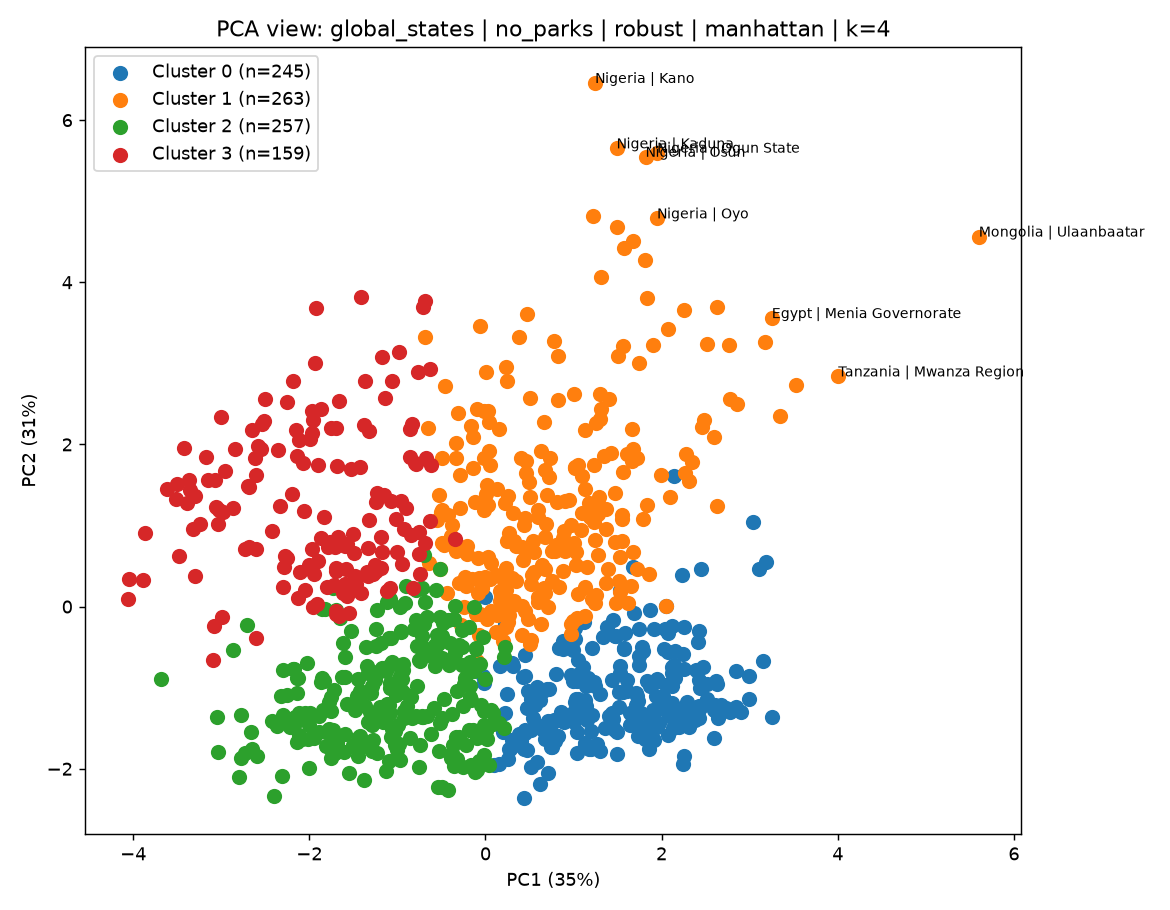 PCA view: global_states | no_parks | robust | manhattan | k=4
Cluster 0 (n=245)
Cluster 1 (n=263)
Cluster 2 (n=257)
Cluster 3 (n=159)
Nigeria | Kano
Nigeria | Kaduna
Nigeria | Ogun State
Nigeria | Osun
Nigeria | Oyo
Mongolia | Ulaanbaatar
Egypt | Menia Governorate
Tanzania | Mwanza Region
6
4
2
0
−2
PC2 (31%)
−4
−2
0
2
4
6
PC1 (35%)